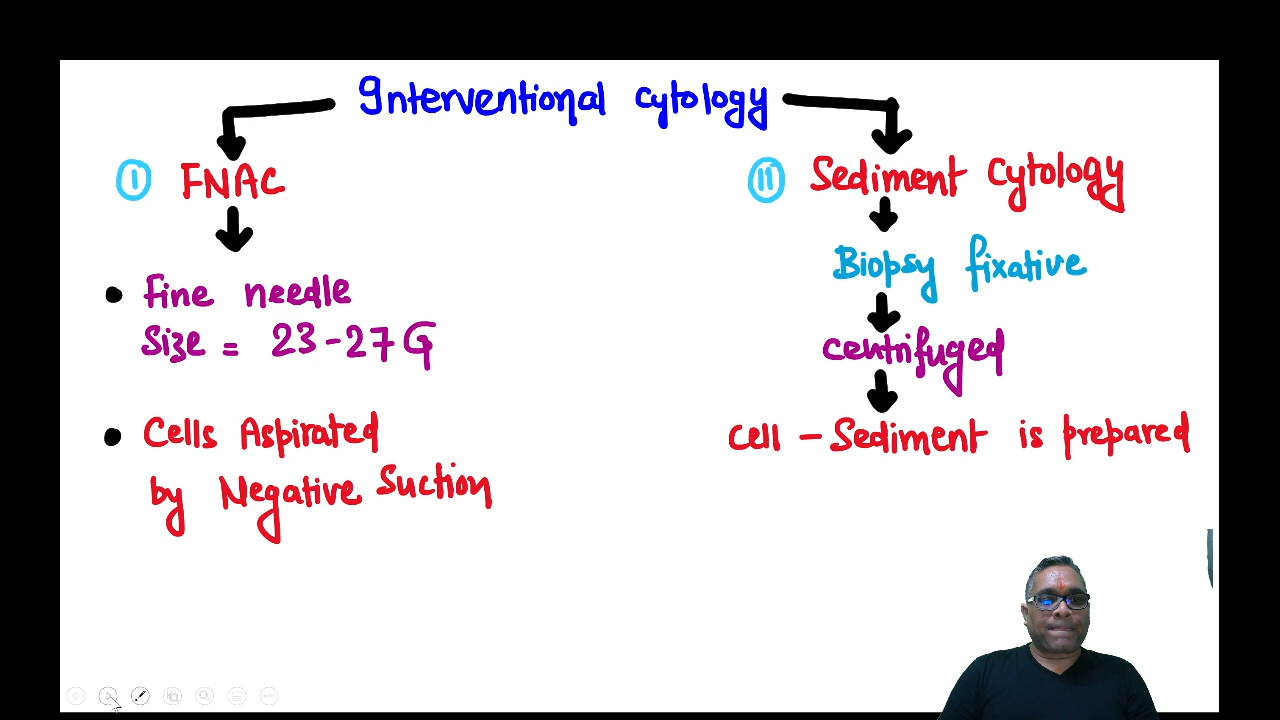 Interventional cytology
I FNAC
Fine needle
Size = 23-27G
Cells Aspirated
by Negative Suction
II Sediment Cytology
Biopsy fixative
centrifuged
cell - Sediment is prepared